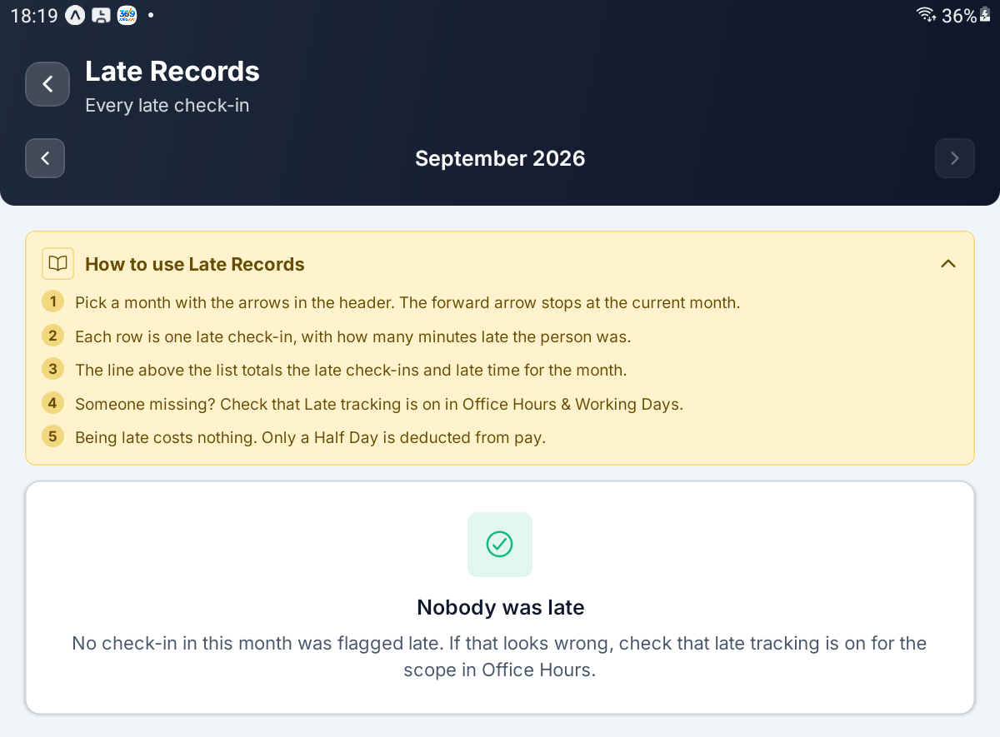 18:19
369
36%
Late Records
Every late check-in
September 2026
How to use Late Records
1 Pick a month with the arrows in the header. The forward arrow stops at the current month.
2 Each row is one late check-in, with how many minutes late the person was.
3 The line above the list totals the late check-ins and late time for the month.
4 Someone missing? Check that Late tracking is on in Office Hours & Working Days.
5 Being late costs nothing. Only a Half Day is deducted from pay.
Nobody was late
No check-in in this month was flagged late. If that looks wrong, check that late tracking is on for the
scope in Office Hours.